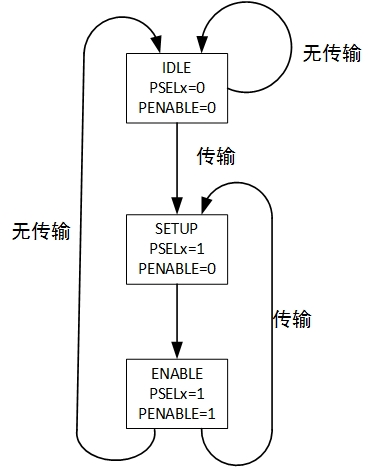 IDLE
PSELx=0
PENABLE=0
无传输
传输
SETUP
PSELx=1
PENABLE=0
无传输
传输
ENABLE
PSELx=1
PENABLE=1